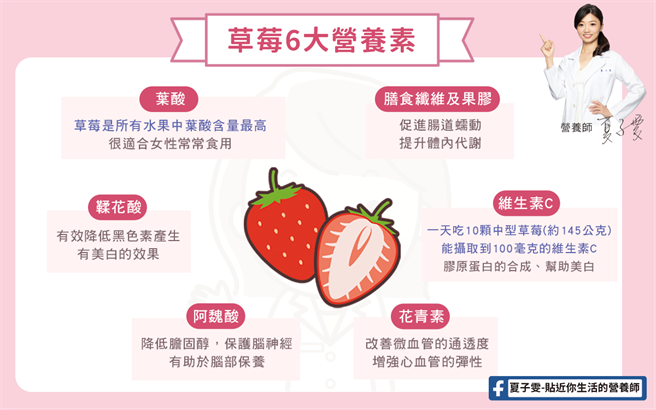 草莓6大營養素
營養師 夏子雯
葉酸
草莓是所有水果中葉酸含量最高
很適合女性常常食用
膳食纖維及果膠
促進腸道蠕動
提升體內代謝
鞣花酸
有效降低黑色素產生
有美白的效果
維生素C
一天吃10顆中型草莓(約145公克)
能攝取到100毫克的維生素C
膠原蛋白的合成、幫助美白
阿魏酸
降低膽固醇，保護腦神經
有助於腦部保養
花青素
改善微血管的通透度
增強心血管的彈性
夏子雯-貼近你生活的營養師